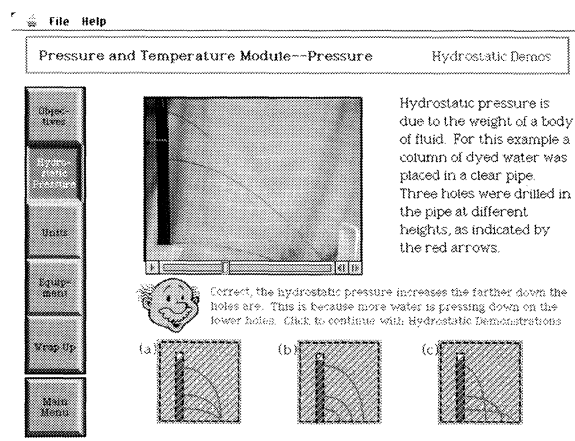 File Help
Pressure and Temperature Module--Pressure Hydrostatic Demos
Objec-
tives
Hydro-
static
Pressure
Units
Equip-
ment
Wrap Up
Main
Menu
Hydrostatic pressure is
due to the weight of a body
of fluid. For this example a
column of dyed water was
placed in a clear pipe.
Three holes were drilled in
the pipe at different
heights, as indicated by
the red arrows.
Correct, the hydrostatic pressure increases the farther down the
holes are. This is because more water is pressing down on the
lower holes. Click to continue with Hydrostatic Demonstrations
(a) (b) (c)